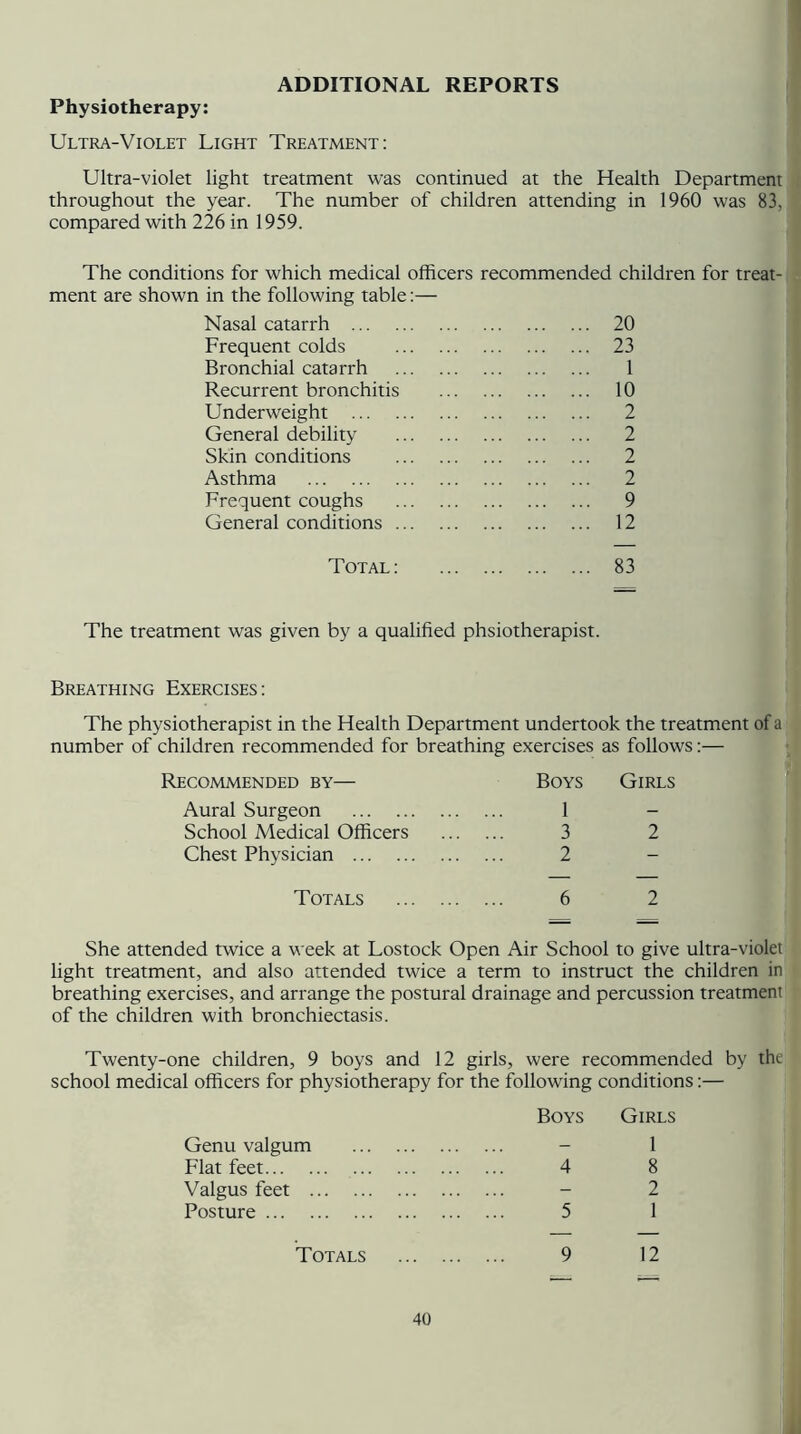 ADDITIONAL REPORTS
Physiotherapy:
Ultra-Violet Light Treatment:
Ultra-violet light treatment was continued at the Health Department
throughout the year. The number of children attending in 1960 was 83,
compared with 226 in 1959.
The conditions for which medical officers recommended children for treat-
ment are shown in the following table:—
Nasal catarrh ... ... ... ... ... ... 20
Frequent colds ... ... ... ... ... 23
Bronchial catarrh ... ... ... ... ... 1
Recurrent bronchitis ... ... ... ... 10
Underweight ... ... ... ... ... ... 2
General debility ... ... ... ... ... 2
Skin conditions ... ... ... ... ... 2
Asthma ... ... ... ... ... ... ... 2
Frequent coughs ... ... ... ... ... 9
General conditions ... ... ... ... ... 12
Total: ... ... ... ... 83
The treatment was given by a qualified phsiotherapist.
Breathing Exercises:
The physiotherapist in the Health Department undertook the treatment of a
number of children recommended for breathing exercises as follows:—
Recommended by— Boys Girls
Aural Surgeon ... ... ... ... 1 –
School Medical Officers ... ... 3 2
Chest Physician ... ... ... ... 2 –
Totals ... ... ... 6 2
She attended twice a week at Lostock Open Air School to give ultra-violet
light treatment, and also attended twice a term to instruct the children in
breathing exercises, and arrange the postural drainage and percussion treatment
of the children with bronchiectasis.
Twenty-one children, 9 boys and 12 girls, were recommended by the
school medical officers for physiotherapy for the following conditions:—
Boys Girls
Genu valgum ... ... ... ... – 1
Flat feet... ... ... ... ... ... 4 8
Valgus feet ... ... ... ... ... – 2
Posture ... ... ... ... ... ... 5 1
Totals ... ... ... 9 12
40